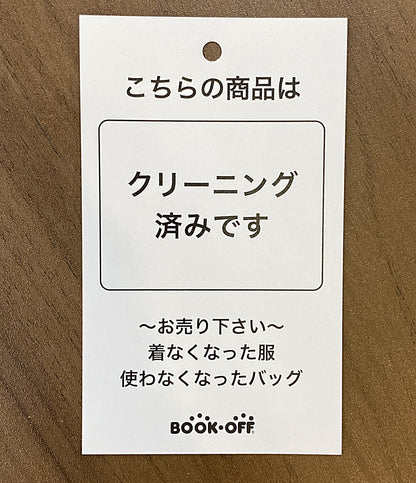 こちらの商品は
クリーニング
済みです
～お売り下さい～
着なくなった服
使わなくなったバッグ
BOOK・OFF